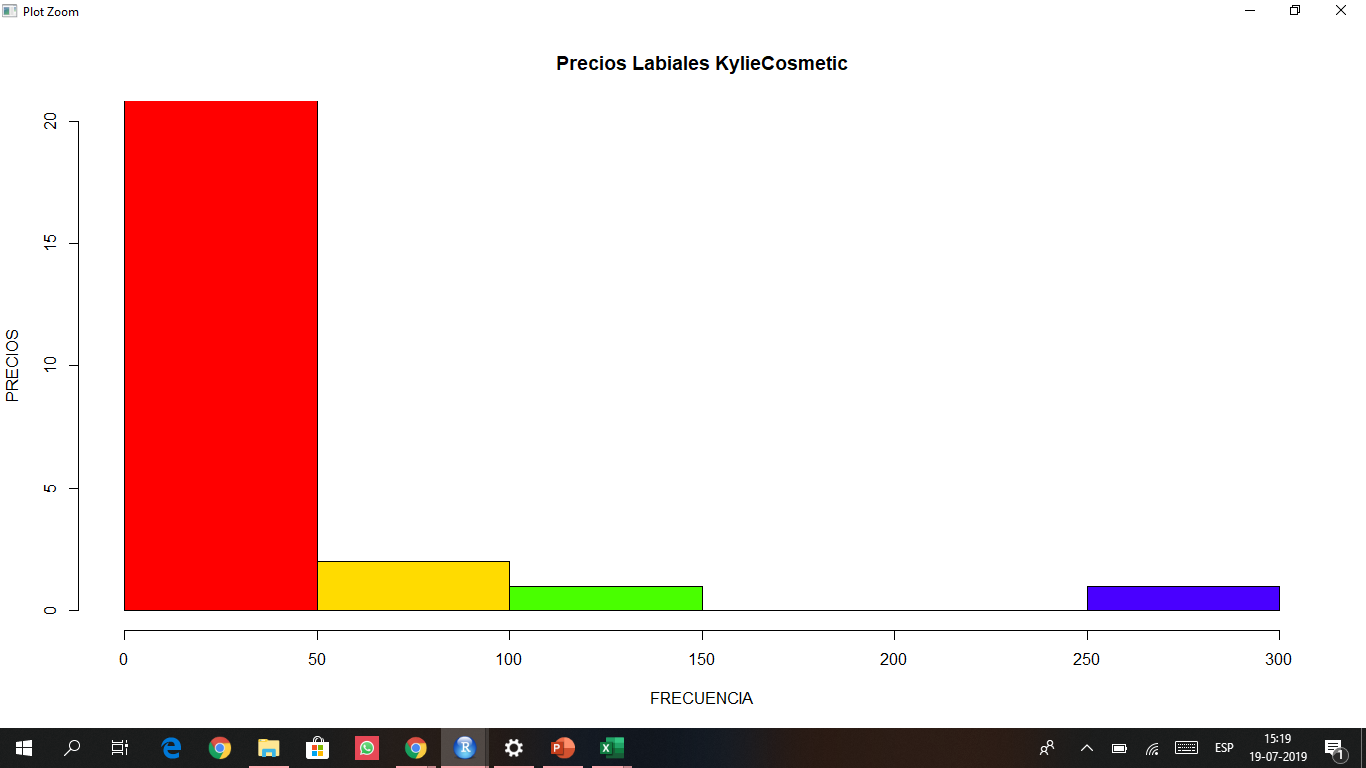 Plot Zoom
Precios Labiales KylieCosmetic
20
15
10
5
0
PRECIOS
0 50 100 150 200 250 300
FRECUENCIA
R
P
X
ESP
15:19
19-07-2019
1